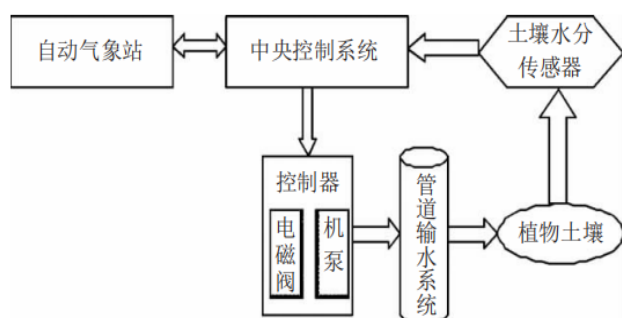 自动气象站
中央控制系统
土壤水分
传感器
控制器
电磁阀
机泵
管道输水系统
植物土壤